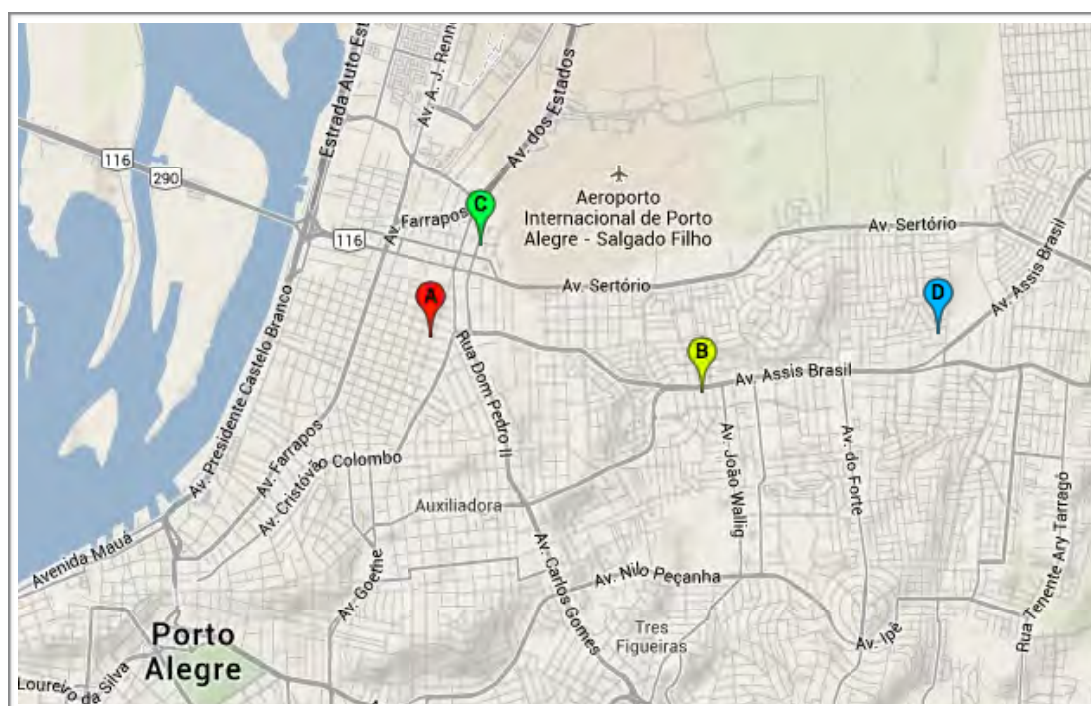 Estrada Auto Est
Av. A. J. Renne
Av. dos Estados
116
290
C
Av. Farrapos
Aeroporto
Internacional de Porto
Alegre - Salgado Filho
Av. Sertório
116
Av. Sertório
Av. Assis Brasil
A
D
B
Av. Presidente Castelo Branco
Rua Dom Pedro II
Av. Assis Brasil
Av. Farrapos
Av. Cristóvão Colombo
Av. João Wallig
Av. do Forte
Auxiliadora
Rua Tenente Ary Tarragó
Avenida Mauá
Av. Goethe
Av. Carlos Gomes
Av. Nilo Peçanha
Porto
Alegre
Tres
Figueiras
Av. Ipê
Loureiro da Silva